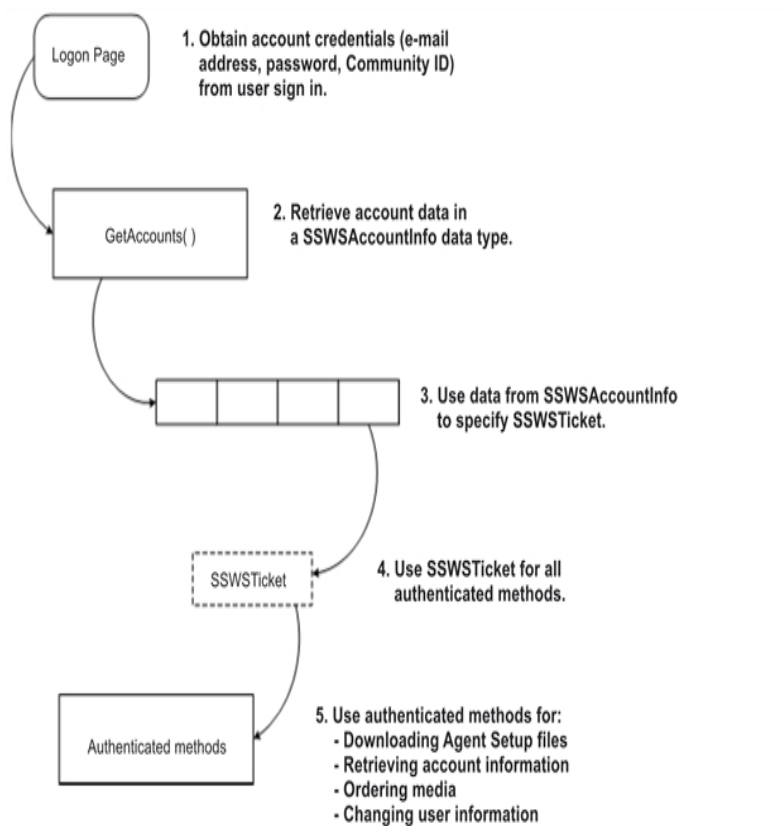 Logon Page
1. Obtain account credentials (e-mail
address, password, Community ID)
from user sign in.
GetAccounts( )
2. Retrieve account data in
a SSWSAccountInfo data type.
3. Use data from SSWSAccountInfo
to specify SSWSTicket.
SSWSTicket
4. Use SSWSTicket for all
authenticated methods.
Authenticated methods
5. Use authenticated methods for:
- Downloading Agent Setup files
- Retrieving account information
- Ordering media
- Changing user information